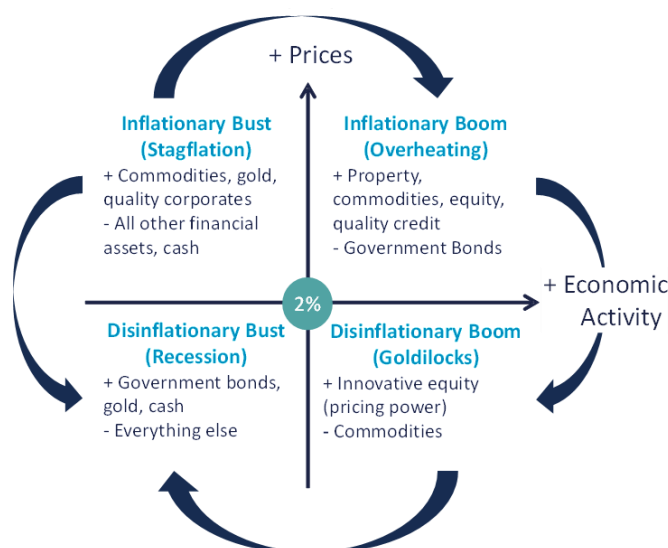 + Prices
Inflationary Bust
(Stagflation)
+ Commodities, gold,
quality corporates
- All other financial
assets, cash
Inflationary Boom
(Overheating)
+ Property,
commodities, equity,
quality credit
- Government Bonds
+ Economic
Activity
2%
Disinflationary Bust
(Recession)
+ Government bonds,
gold, cash
- Everything else
Disinflationary Boom
(Goldilocks)
+ Innovative equity
(pricing power)
- Commodities